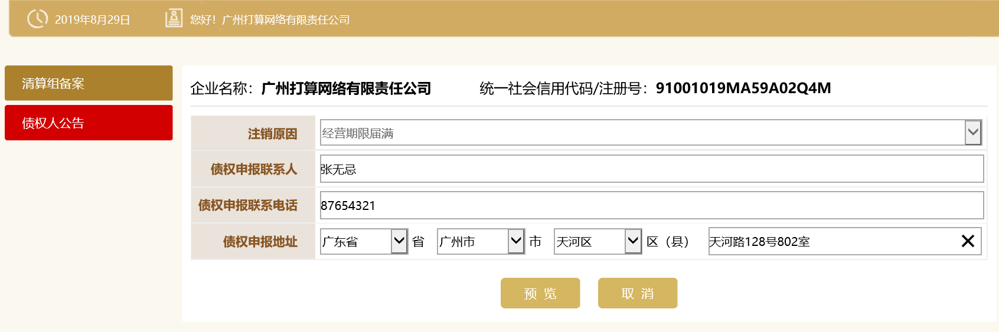 2019年8月29日 您好！广州打算网络有限责任公司
清算组备案
债权人公告
企业名称：广州打算网络有限责任公司 统一社会信用代码/注册号：91001019MA59A02Q4M
注销原因 经营期限届满
债权申报联系人 张无忌
债权申报联系电话 87654321
债权申报地址 广东省 省 广州市 市 天河区 区（县） 天河路128号802室
预 览 取 消